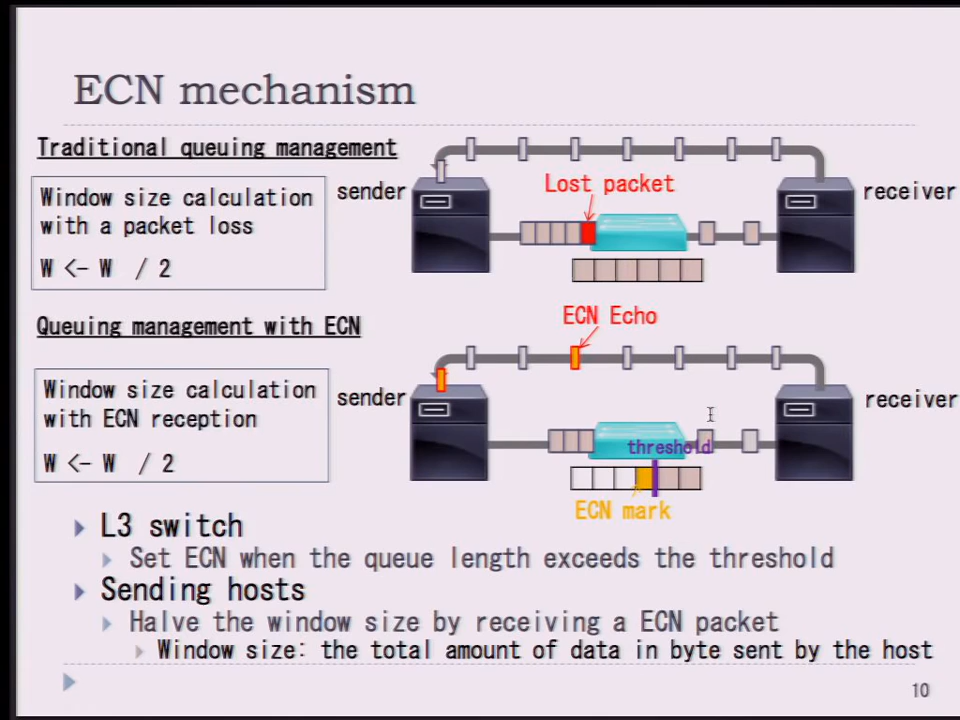 ECN mechanism
Traditional queuing management
Window size calculation
with a packet loss
W <- W / 2
sender
Lost packet
receiver
Queuing management with ECN
Window size calculation
with ECN reception
W <- W / 2
ECN Echo
sender
receiver
threshold
ECN mark
L3 switch
Set ECN when the queue length exceeds the threshold
Sending hosts
Halve the window size by receiving a ECN packet
Window size: the total amount of data in byte sent by the host
10